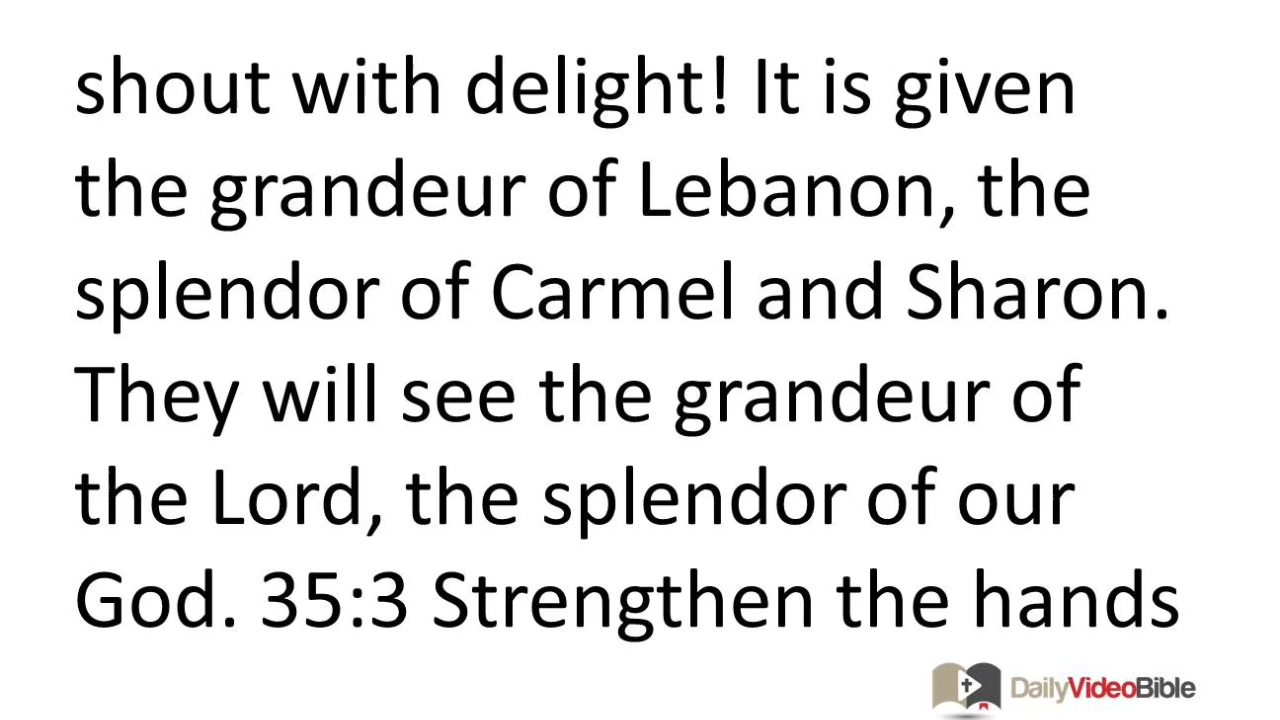 shout with delight! It is given
the grandeur of Lebanon, the
splendor of Carmel and Sharon.
They will see the grandeur of
the Lord, the splendor of our
God. 35:3 Strengthen the hands
DailyVideoBible